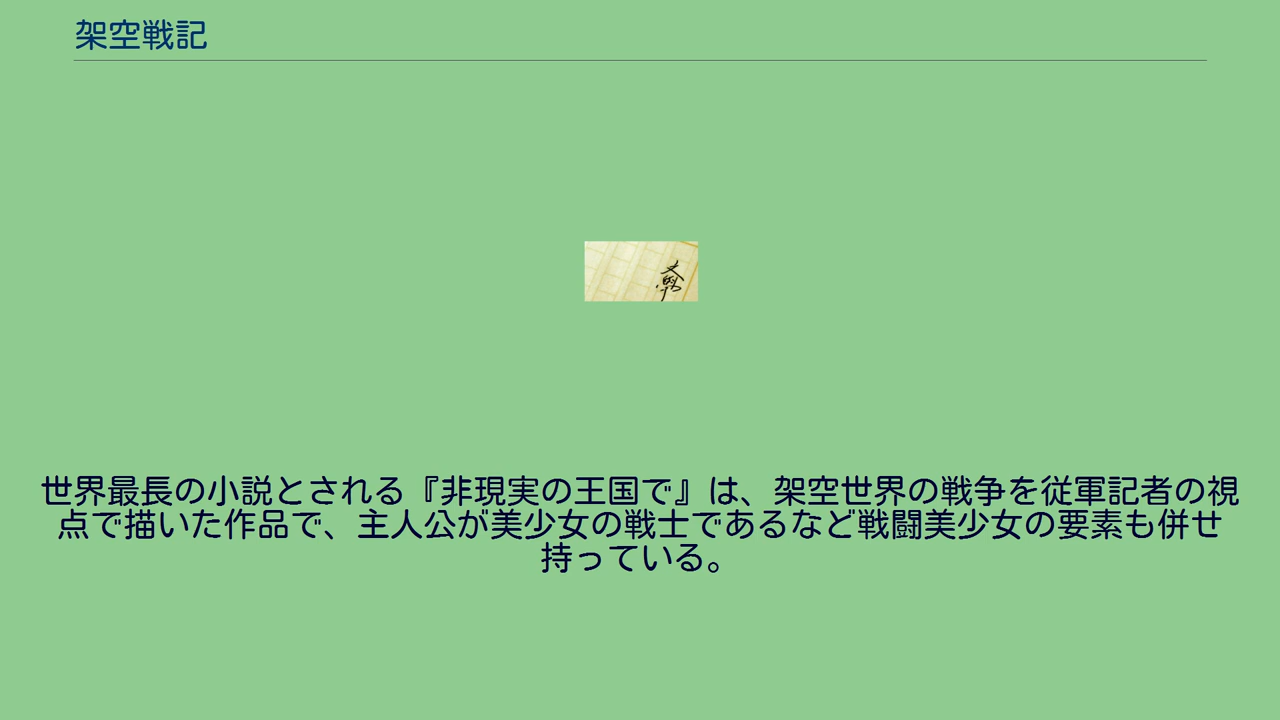 架空戦記
世界最長の小説とされる『非現実の王国で』は、架空世界の戦争を従軍記者の視
点で描いた作品で、主人公が美少女の戦士であるなど戦闘美少女の要素も併せ
持っている。